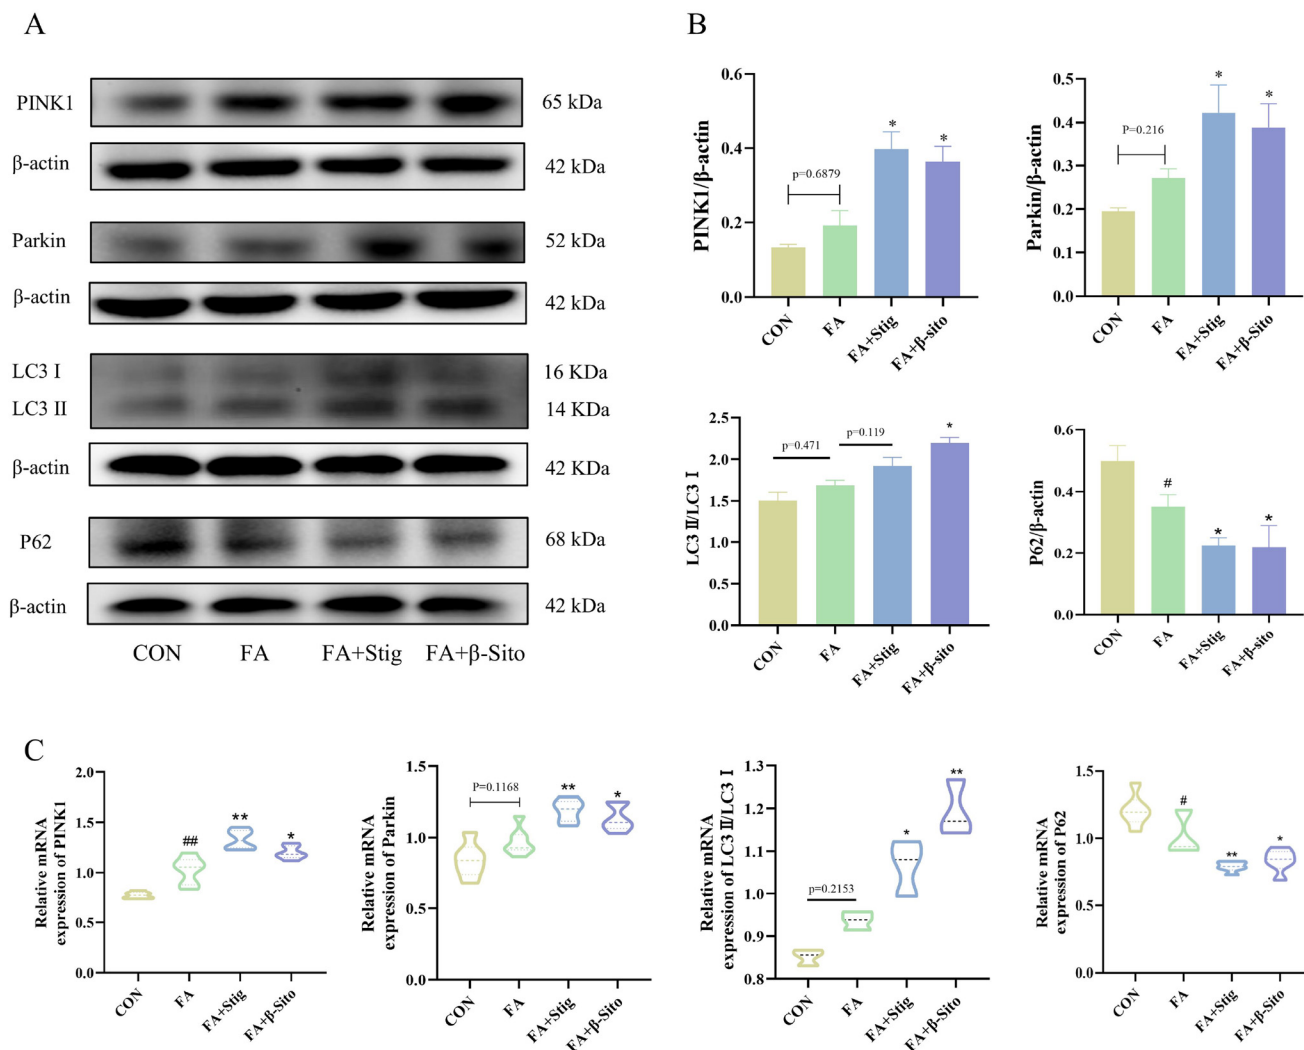 A
PINK1
65 kDa
β-actin
42 kDa
Parkin
52 kDa
β-actin
42 kDa
LC3 I
16 KDa
LC3 II
14 KDa
β-actin
42 KDa
P62
68 kDa
β-actin
42 kDa
CON FA FA+Stig FA+β-Sito
B
PINK1/β-actin
0.6
0.4
0.2
0.0
p=0.6879
*
*
CON
FA
FA+Stig
FA+β-Sito
Parkin/β-actin
0.5
0.4
0.3
0.2
0.1
0.0
P=0.216
*
*
CON
FA
FA+Stig
FA+β-Sito
LC3 II/LC3 I
2.5
2.0
1.5
1.0
0.5
0.0
p=0.471
p=0.119
*
CON
FA
FA+Stig
FA+β-sito
P62/β-actin
0.6
0.4
0.2
0.0
#
*
*
CON
FA
FA+Stig
FA+β-sito
C
Relative mRNA
expression of PINK1
2.0
1.5
1.0
0.5
0.0
##
**
*
CON
FA
FA+Stig
FA+β-Sito
Relative mRNA
expression of Parkin
1.5
1.0
0.5
0.0
P=0.1168
**
*
CON
FA
FA+Stig
FA+β-Sito
Relative mRNA
expression of LC3 II/LC3 I
1.3
1.2
1.1
1.0
0.9
0.8
p=0.2153
*
**
CON
FA
FA+Stig
FA+β-Sito
Relative mRNA
expression of P62
1.5
1.0
0.5
0.0
#
**
*
CON
FA
FA+Stig
FA+β-Sito